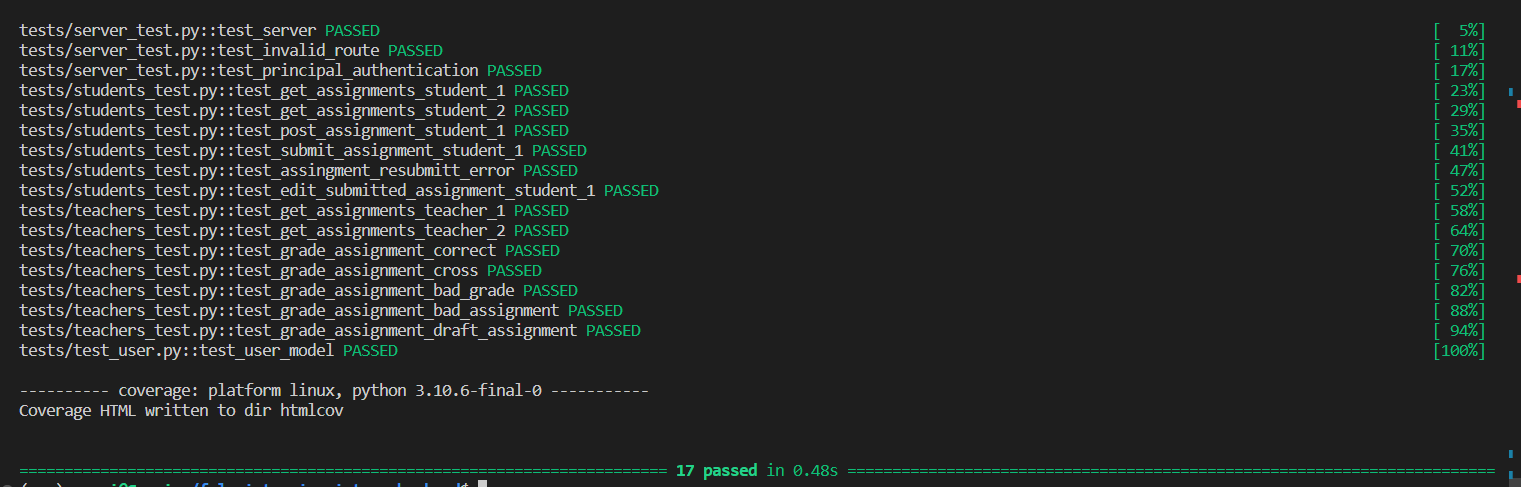 tests/server_test.py::test_server PASSED [  5%]
tests/server_test.py::test_invalid_route PASSED [ 11%]
tests/server_test.py::test_principal_authentication PASSED [ 17%]
tests/students_test.py::test_get_assignments_student_1 PASSED [ 23%]
tests/students_test.py::test_get_assignments_student_2 PASSED [ 29%]
tests/students_test.py::test_post_assignment_student_1 PASSED [ 35%]
tests/students_test.py::test_submit_assignment_student_1 PASSED [ 41%]
tests/students_test.py::test_assingment_resubmitt_error PASSED [ 47%]
tests/students_test.py::test_edit_submitted_assignment_student_1 PASSED [ 52%]
tests/teachers_test.py::test_get_assignments_teacher_1 PASSED [ 58%]
tests/teachers_test.py::test_get_assignments_teacher_2 PASSED [ 64%]
tests/teachers_test.py::test_grade_assignment_correct PASSED [ 70%]
tests/teachers_test.py::test_grade_assignment_cross PASSED [ 76%]
tests/teachers_test.py::test_grade_assignment_bad_grade PASSED [ 82%]
tests/teachers_test.py::test_grade_assignment_bad_assignment PASSED [ 88%]
tests/teachers_test.py::test_grade_assignment_draft_assignment PASSED [ 94%]
tests/test_user.py::test_user_model PASSED [100%]
---------- coverage: platform linux, python 3.10.6-final-0 -----------
Coverage HTML written to dir htmlcov
======================================================================== 17 passed in 0.48s ========================================================================